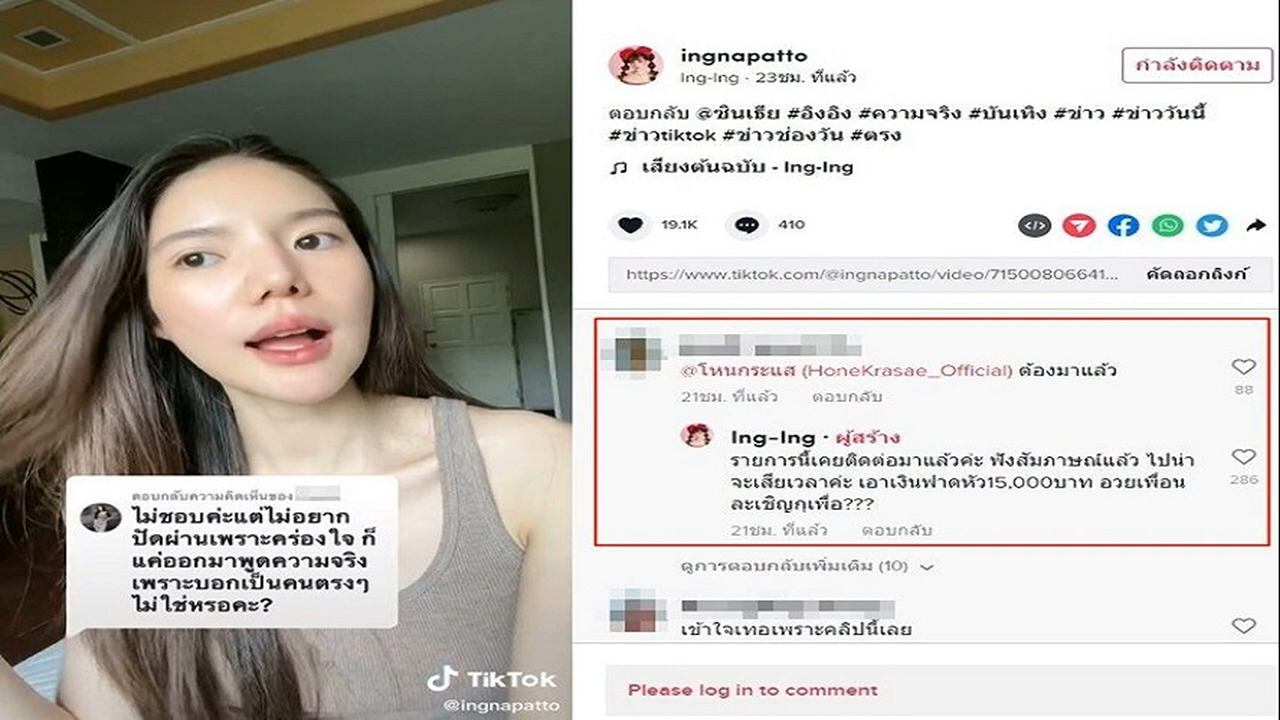 ตอบกลับความคิดเห็นของ
ไม่ชอบค่ะแต่ไม่อยาก
ปัดผ่านเพราะคร่องใจ ก็
แค่ออกมาพูดความจริง
เพราะบอกเป็นคนตรงๆ
ไม่ใช่หรอคะ?
TikTok
@ingnapatto
ingnapatto
Ing-Ing · 23ชม. ที่แล้ว
กำลังติดตาม
ตอบกลับ @ซินเธีย #อิงอิง #ความจริง #บันเทิง #ข่าว #ข่าววันนี้
#ข่าวtiktok #ข่าวช่องวัน #ตรง
เสียงต้นฉบับ - Ing-Ing
19.1K
410
https://www.tiktok.com/@ingnapatto/video/71500806641...
คัดลอกลิงก์
@โหนกระแส (HoneKrasae_Official) ต้องมาแล้ว
88
21ชม. ที่แล้ว ตอบกลับ
Ing-Ing · ผู้สร้าง
รายการนี้เคยติดต่อมาแล้วค่ะ ฟังสัมภาษณ์แล้ว ไปน่า
จะเสียเวลาค่ะ เอาเงินฟาดหัว15,000บาท อวยเพื่อน
ละเชิญกุเพื่อ???
286
21ชม. ที่แล้ว ตอบกลับ
ดูการตอบกลับเพิ่มเติม (10)
เข้าใจเทอเพราะคลิปนี้เลย
Please log in to comment